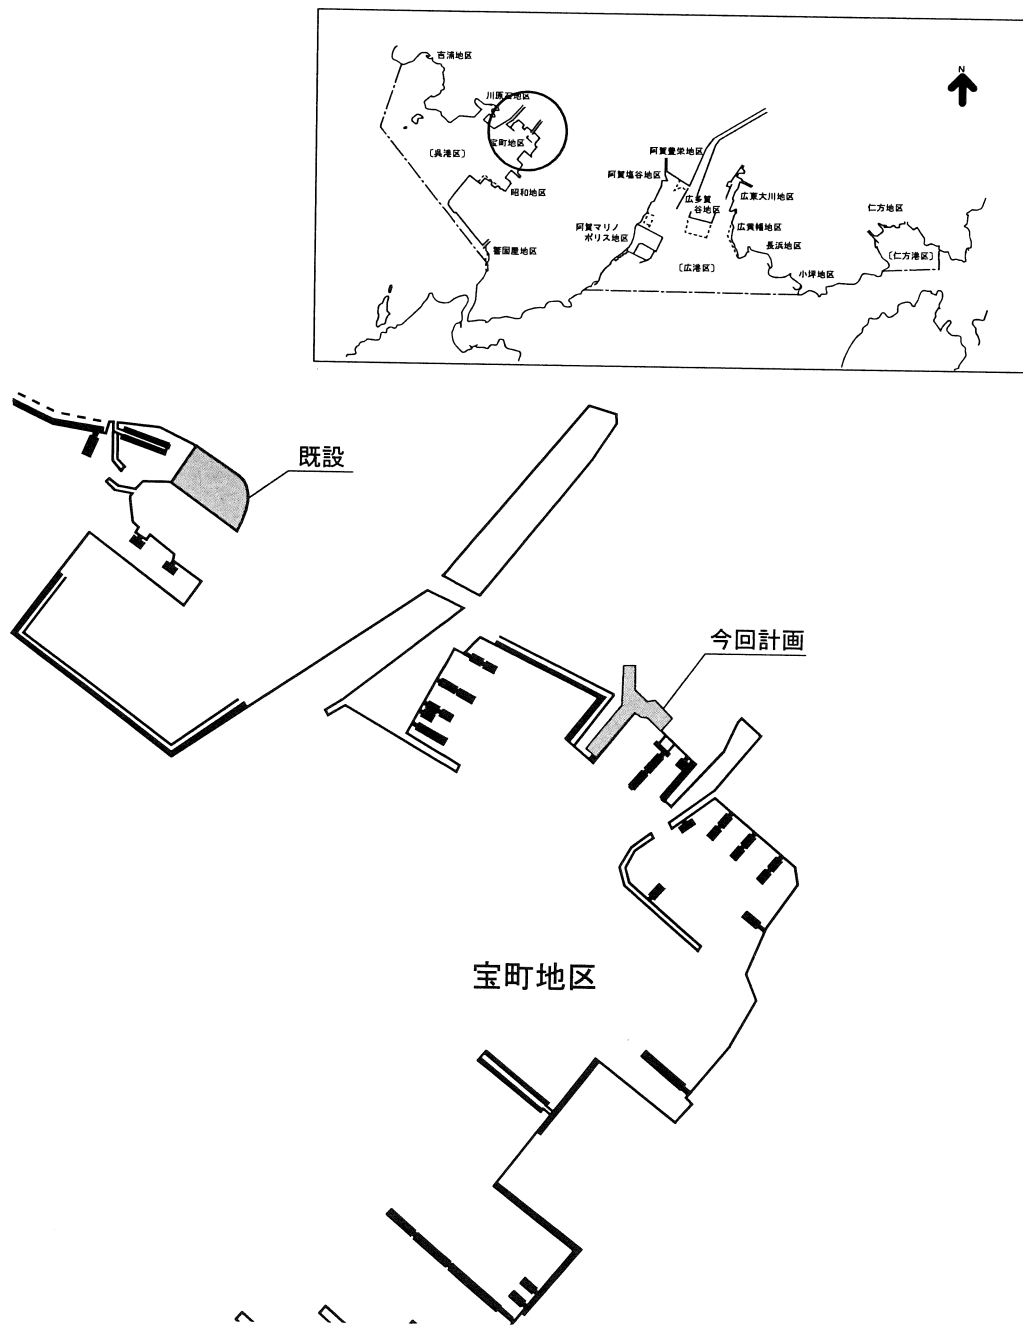 N
吉浦地区
川原石地区
宝町地区
〔呉港区〕
昭和地区
警固屋地区
阿賀豊栄地区
阿賀塩谷地区
広多賀
谷地区
広東大川地区
阿賀マリノ
ポリス地区
広黄幡地区
長浜地区
〔広港区〕
小坪地区
仁方地区
〔仁方港区〕
既設
今回計画
宝町地区